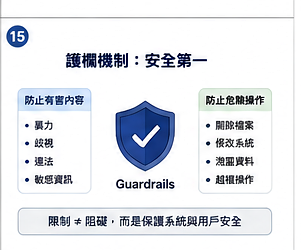 15
護欄機制：安全第一
防止有害內容
• 暴力
• 歧視
• 違法
• 敏感資訊
Guardrails
防止危險操作
• 刪除檔案
• 修改系統
• 洩漏資料
• 越權操作
限制 ≠ 阻礙，而是保護系統與用戶安全